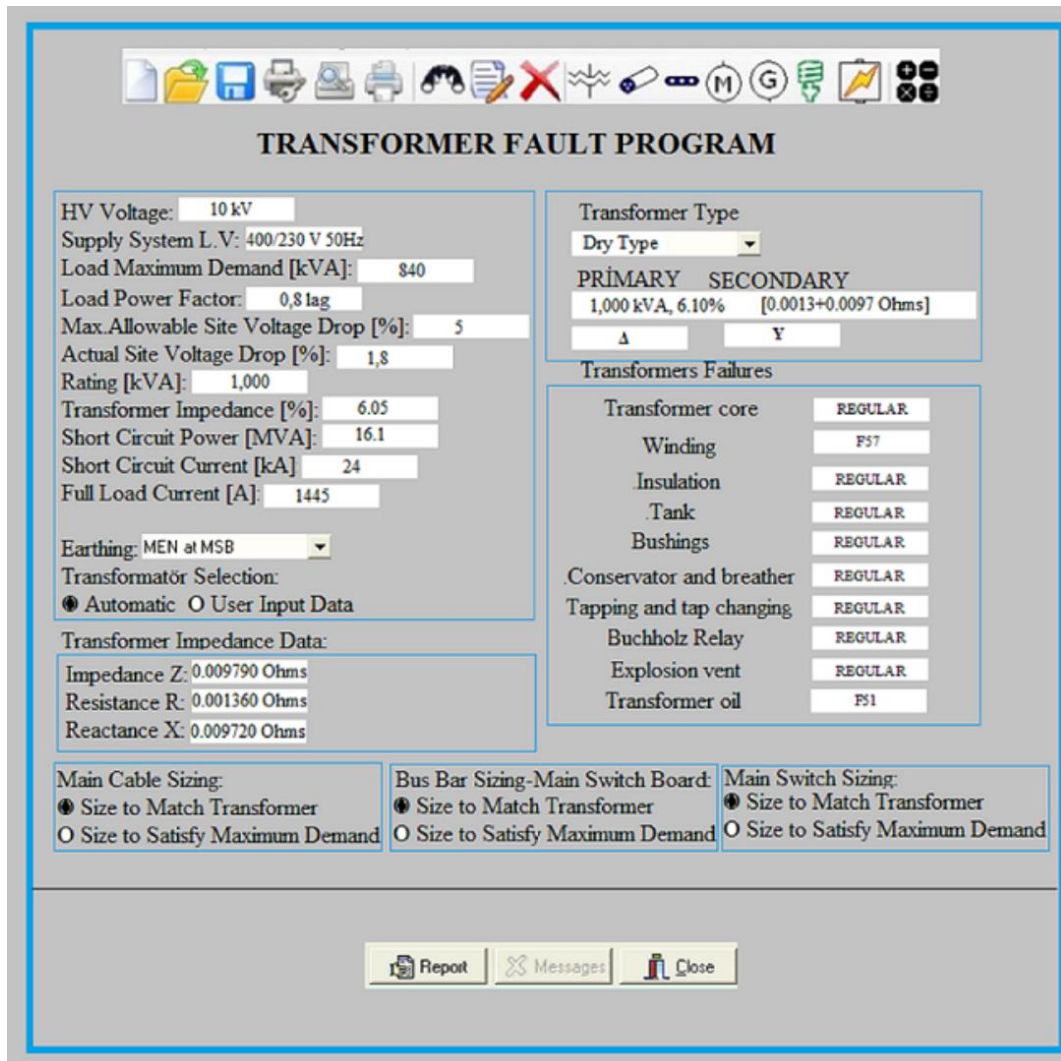 TRANSFORMER FAULT PROGRAM
HV Voltage: 10 kV
Supply System L.V: 400/230 V 50Hz
Load Maximum Demand [kVA]: 840
Load Power Factor: 0,8 lag
Max.Allowable Site Voltage Drop [%]: 5
Actual Site Voltage Drop [%]: 1,8
Rating [kVA]: 1,000
Transformer Impedance [%]: 6.05
Short Circuit Power [MVA]: 16.1
Short Circuit Current [kA] 24
Full Load Current [A]: 1445
Earthing: MEN at MSB
Transformatör Selection:
Automatic User Input Data
Transformer Impedance Data:
Impedance Z: 0.009790 Ohms
Resistance R: 0.001360 Ohms
Reactance X: 0.009720 Ohms
Transformer Type
Dry Type
PRİMARY SECONDARY
1,000 kVA, 6.10% [0.0013+0.0097 Ohms]
Δ Y
Transformers Failures
Transformer core REGULAR
Winding F57
.Insulation REGULAR
.Tank REGULAR
Bushings REGULAR
.Conservator and breather REGULAR
Tapping and tap changing REGULAR
Buchholz Relay REGULAR
Explosion vent REGULAR
Transformer oil F51
Main Cable Sizing:
Size to Match Transformer
Size to Satisfy Maximum Demand
Bus Bar Sizing-Main Switch Board:
Size to Match Transformer
Size to Satisfy Maximum Demand
Main Switch Sizing:
Size to Match Transformer
Size to Satisfy Maximum Demand
Report Messages Close